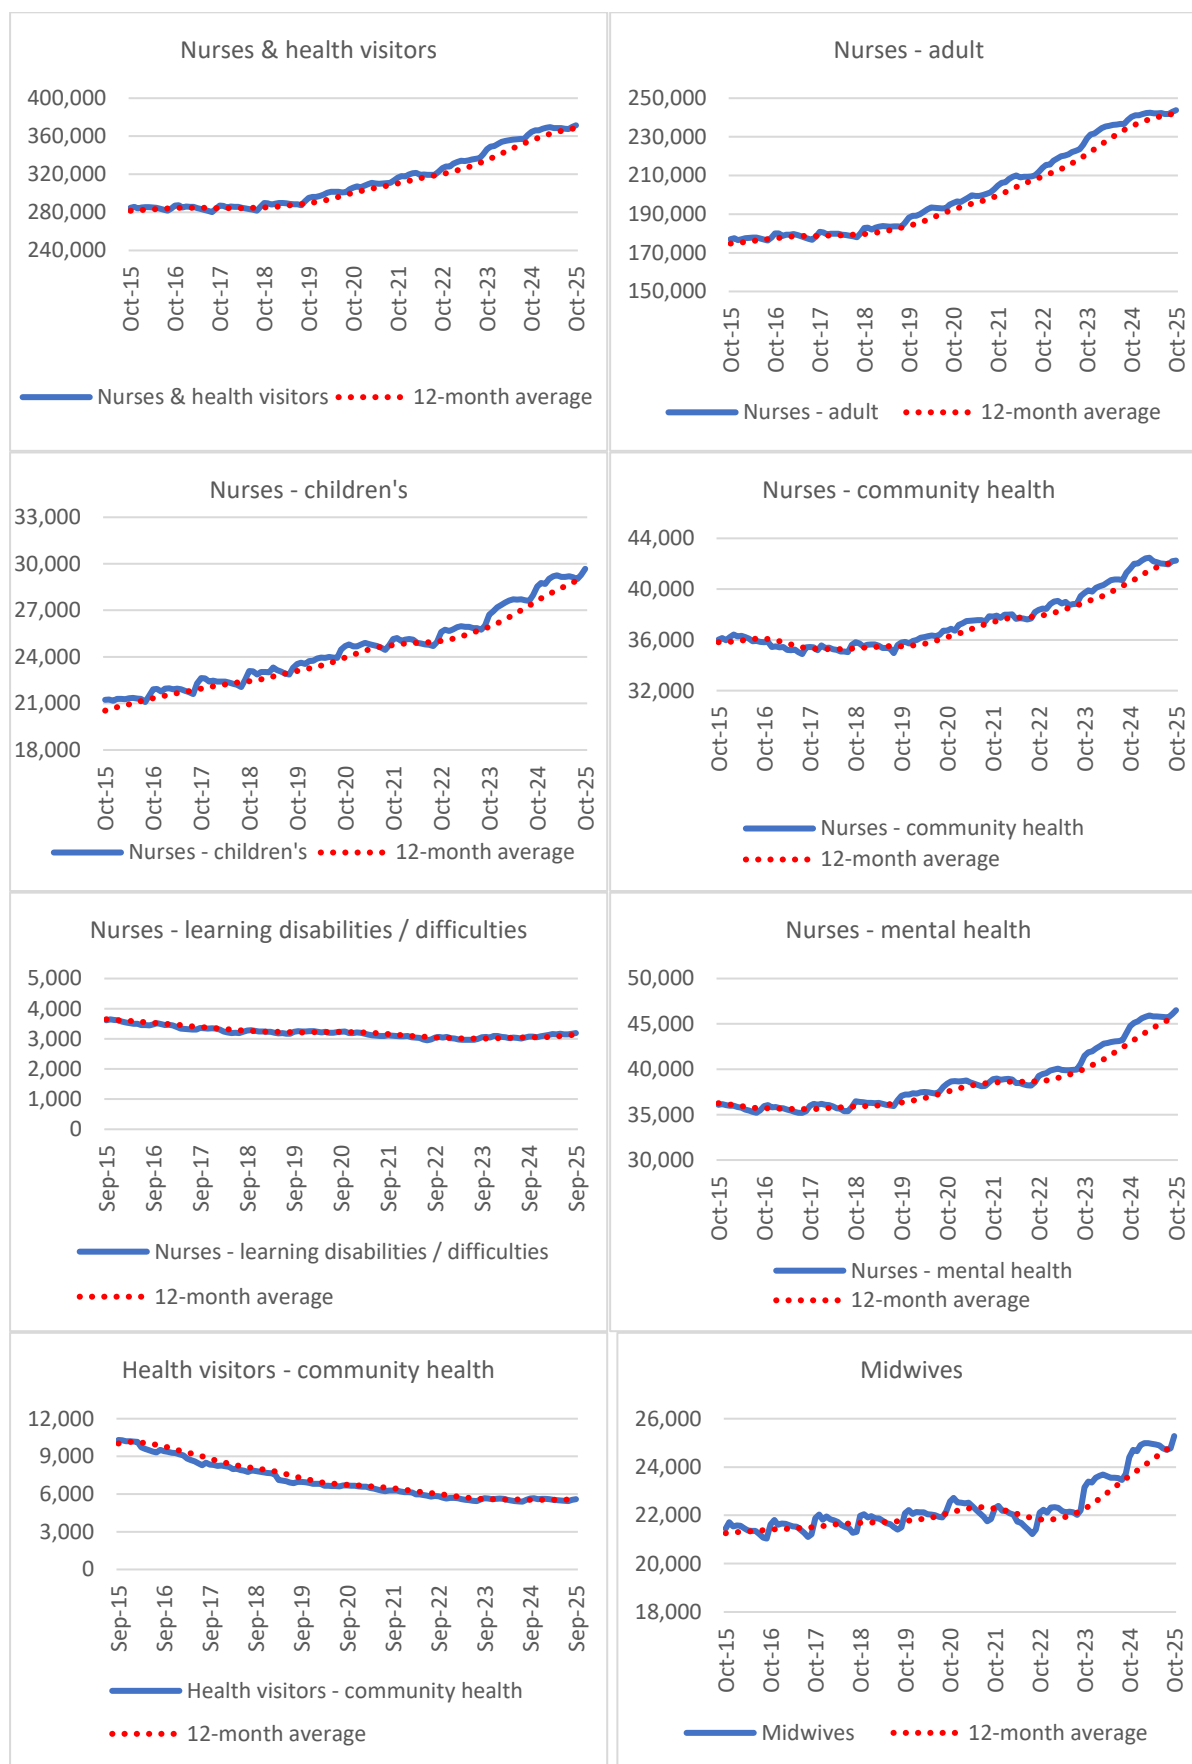 Nurses & health visitors
400,000
360,000
320,000
280,000
240,000
Oct-15
Oct-16
Oct-17
Oct-18
Oct-19
Oct-20
Oct-21
Oct-22
Oct-23
Oct-24
Oct-25
Nurses & health visitors 12-month average
Nurses - adult
250,000
230,000
210,000
190,000
170,000
150,000
Oct-15
Oct-16
Oct-17
Oct-18
Oct-19
Oct-20
Oct-21
Oct-22
Oct-23
Oct-24
Oct-25
Nurses - adult 12-month average
Nurses - children's
33,000
30,000
27,000
24,000
21,000
18,000
Oct-15
Oct-16
Oct-17
Oct-18
Oct-19
Oct-20
Oct-21
Oct-22
Oct-23
Oct-24
Oct-25
Nurses - children's 12-month average
Nurses - community health
44,000
40,000
36,000
32,000
Oct-15
Oct-16
Oct-17
Oct-18
Oct-19
Oct-20
Oct-21
Oct-22
Oct-23
Oct-24
Oct-25
Nurses - community health
12-month average
Nurses - learning disabilities / difficulties
5,000
4,000
3,000
2,000
1,000
0
Sep-15
Sep-16
Sep-17
Sep-18
Sep-19
Sep-20
Sep-21
Sep-22
Sep-23
Sep-24
Sep-25
Nurses - learning disabilities / difficulties
12-month average
Nurses - mental health
50,000
45,000
40,000
35,000
30,000
Oct-15
Oct-16
Oct-17
Oct-18
Oct-19
Oct-20
Oct-21
Oct-22
Oct-23
Oct-24
Oct-25
Nurses - mental health
12-month average
Health visitors - community health
12,000
9,000
6,000
3,000
0
Sep-15
Sep-16
Sep-17
Sep-18
Sep-19
Sep-20
Sep-21
Sep-22
Sep-23
Sep-24
Sep-25
Health visitors - community health
12-month average
Midwives
26,000
24,000
22,000
20,000
18,000
Oct-15
Oct-16
Oct-17
Oct-18
Oct-19
Oct-20
Oct-21
Oct-22
Oct-23
Oct-24
Oct-25
Midwives 12-month average